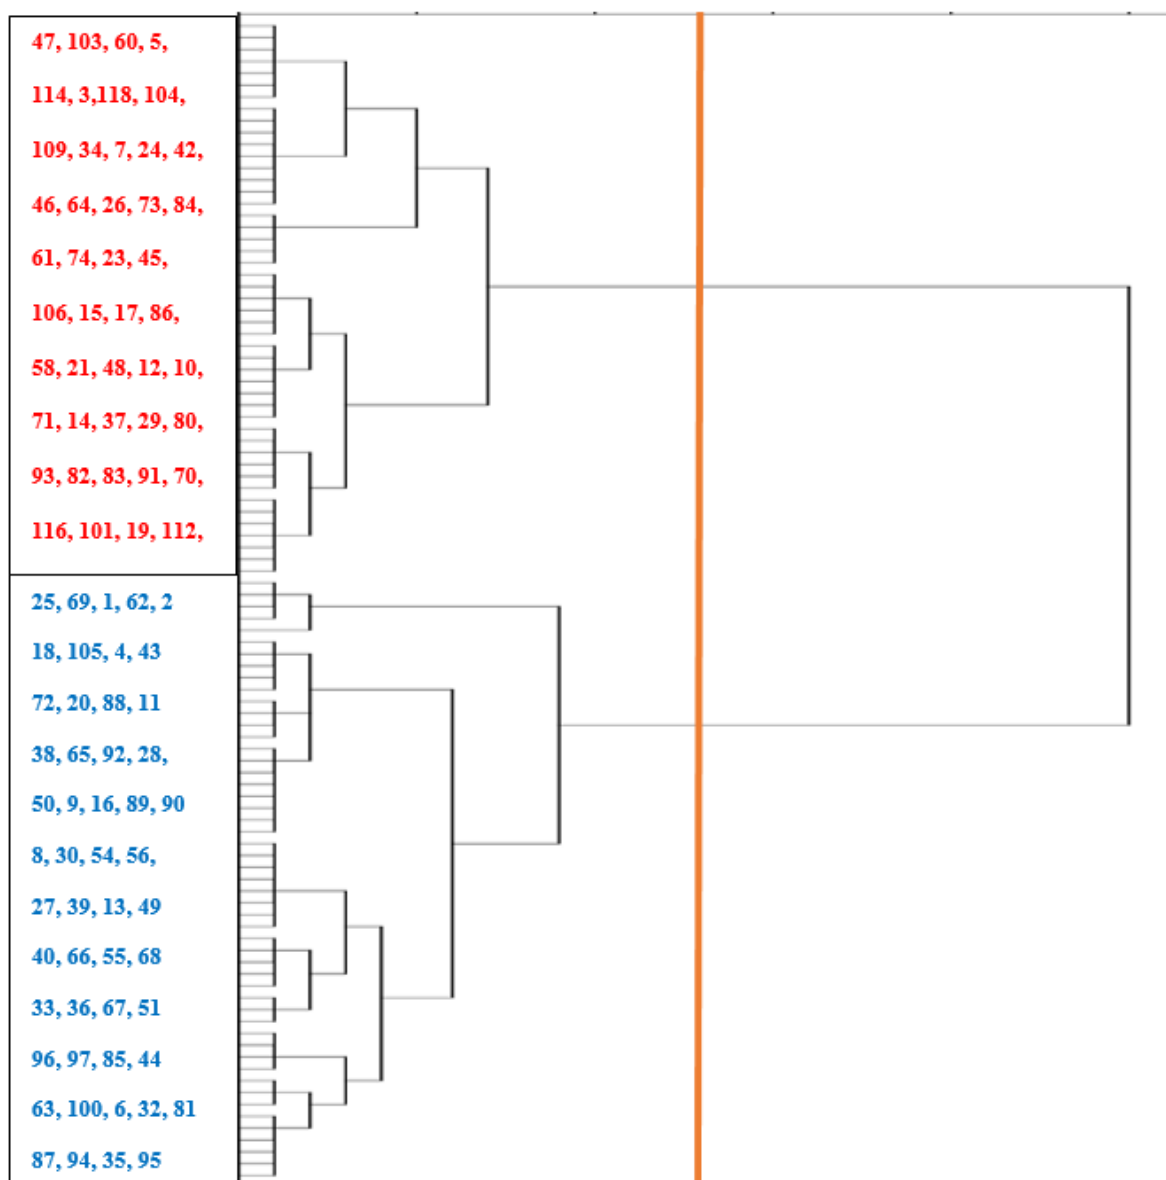 47, 103, 60, 5,
114, 3,118, 104,
109, 34, 7, 24, 42,
46, 64, 26, 73, 84,
61, 74, 23, 45,
106, 15, 17, 86,
58, 21, 48, 12, 10,
71, 14, 37, 29, 80,
93, 82, 83, 91, 70,
116, 101, 19, 112,
25, 69, 1, 62, 2
18, 105, 4, 43
72, 20, 88, 11
38, 65, 92, 28,
50, 9, 16, 89, 90
8, 30, 54, 56,
27, 39, 13, 49
40, 66, 55, 68
33, 36, 67, 51
96, 97, 85, 44
63, 100, 6, 32, 81
87, 94, 35, 95